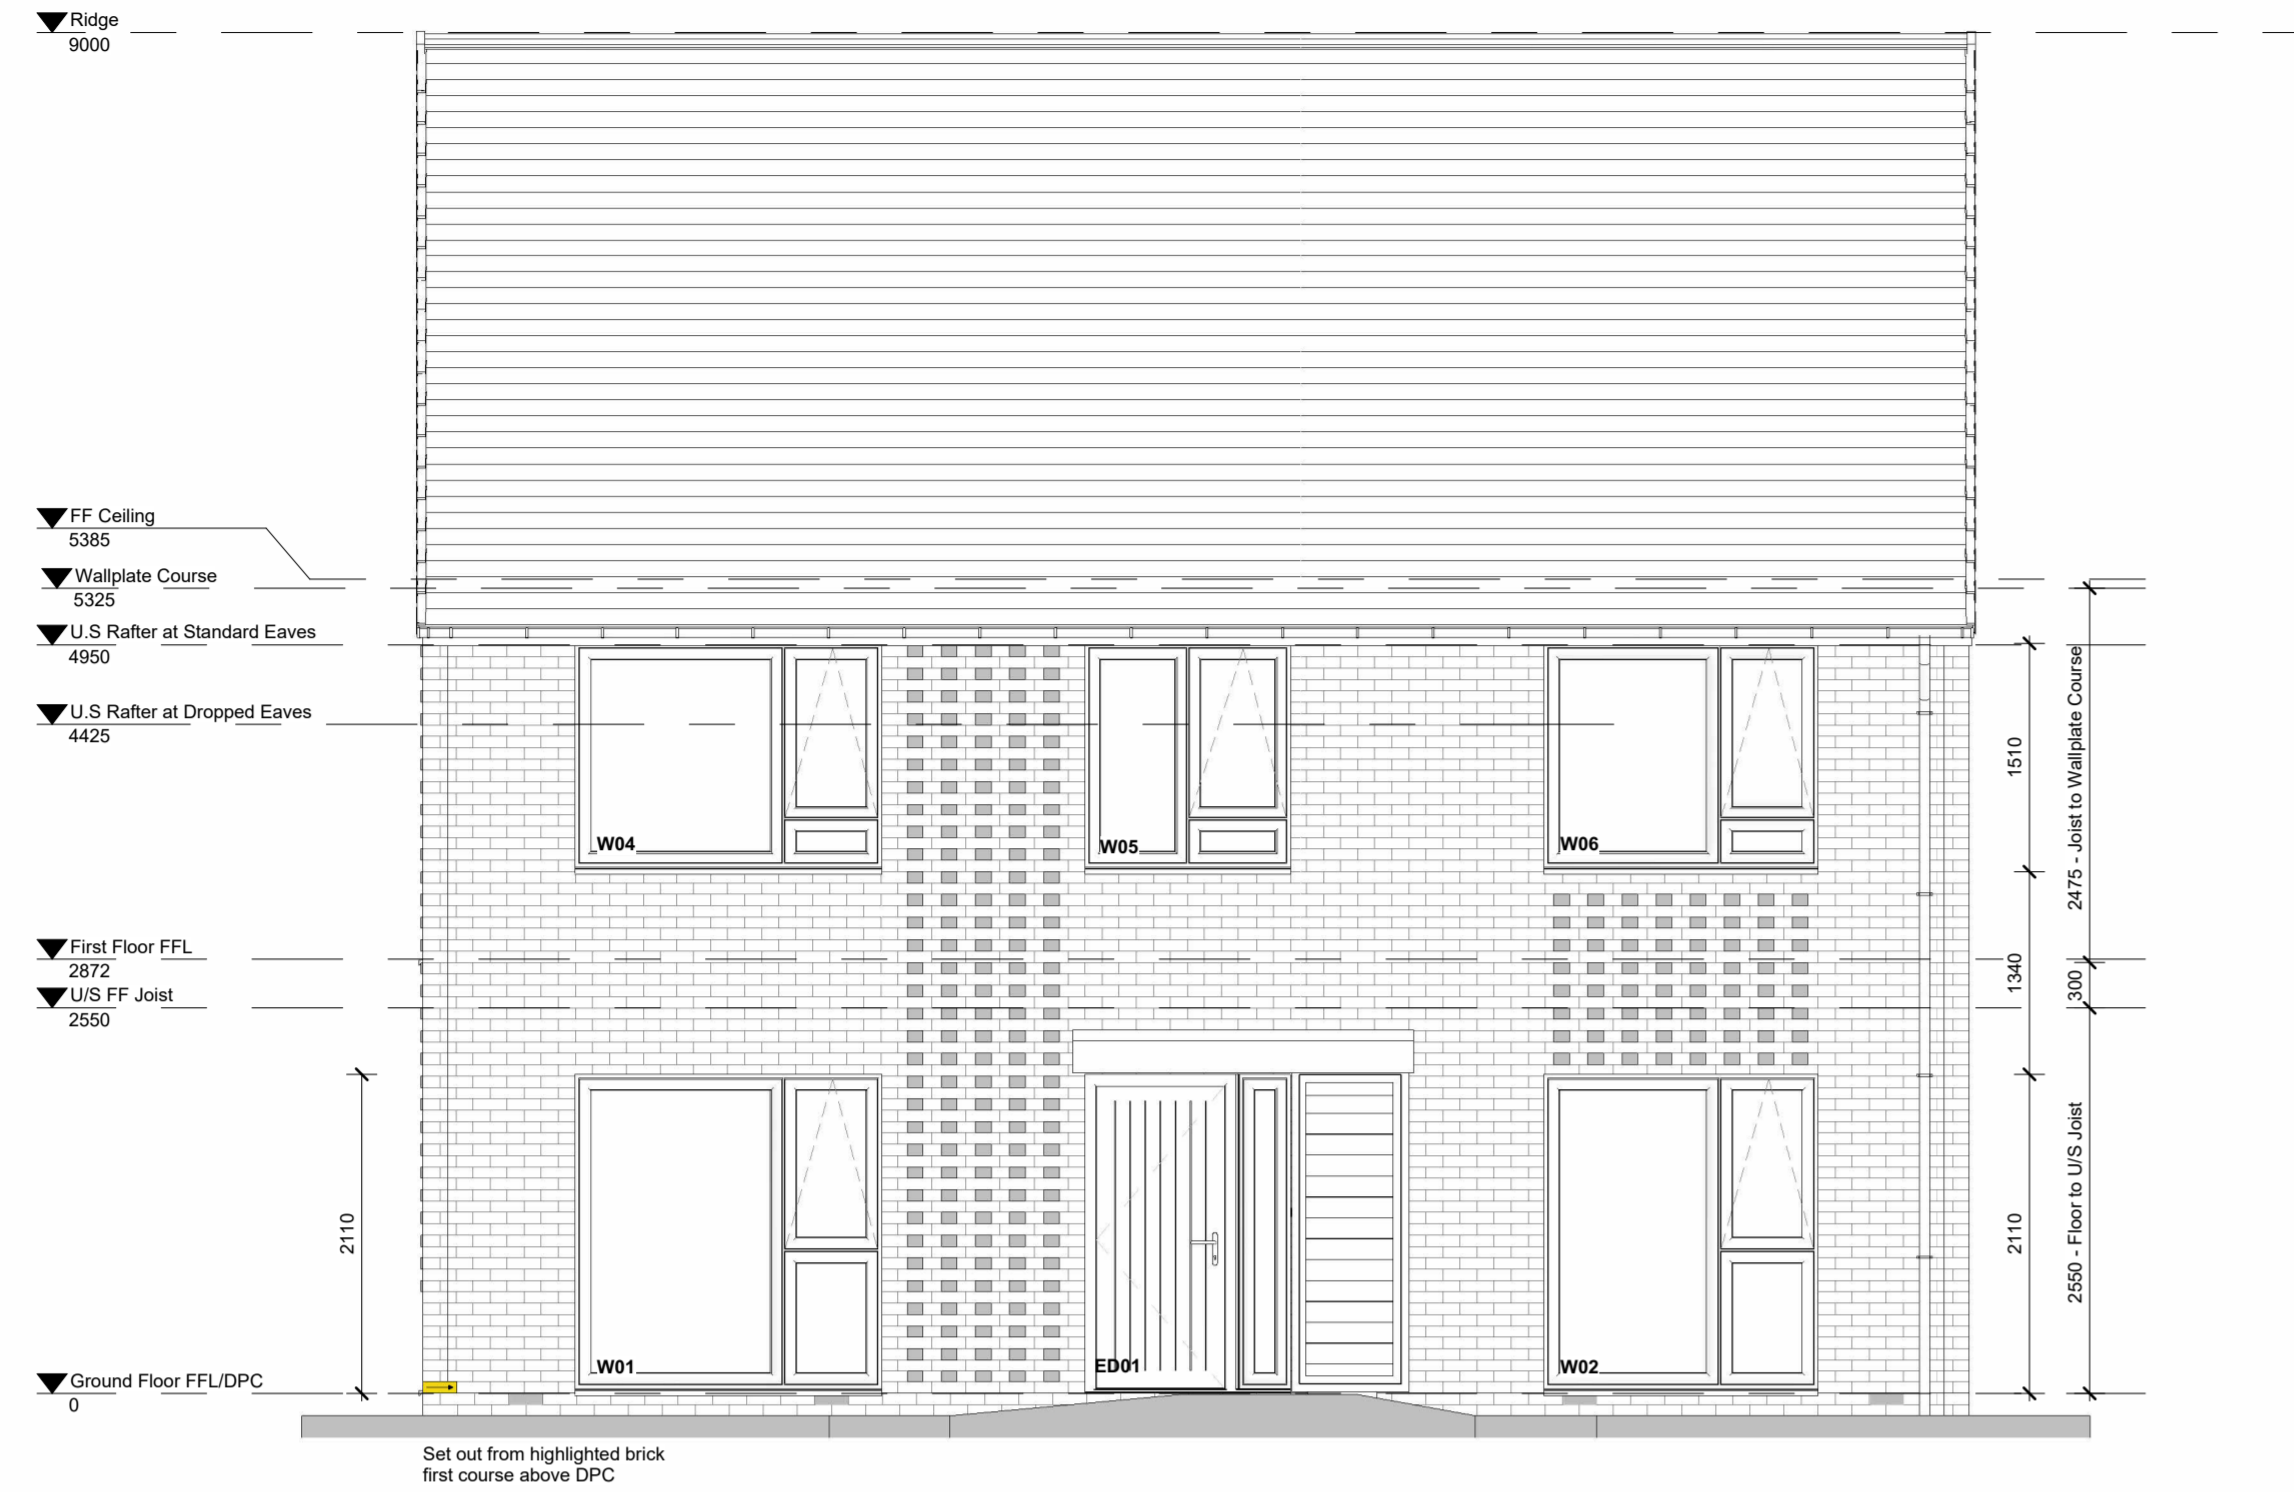 Ridge
9000
FF Ceiling
5385
Wallplate Course
5325
U.S Rafter at Standard Eaves
4950
U.S Rafter at Dropped Eaves
4425
W04
W05
W06
1510
2475 - Joist to Wallplate Course
First Floor FFL
2872
U/S FF Joist
2550
1340
300
2110
W01
ED01
W02
2110
2550 - Floor to U/S Joist
Ground Floor FFL/DPC
0
Set out from highlighted brick
first course above DPC